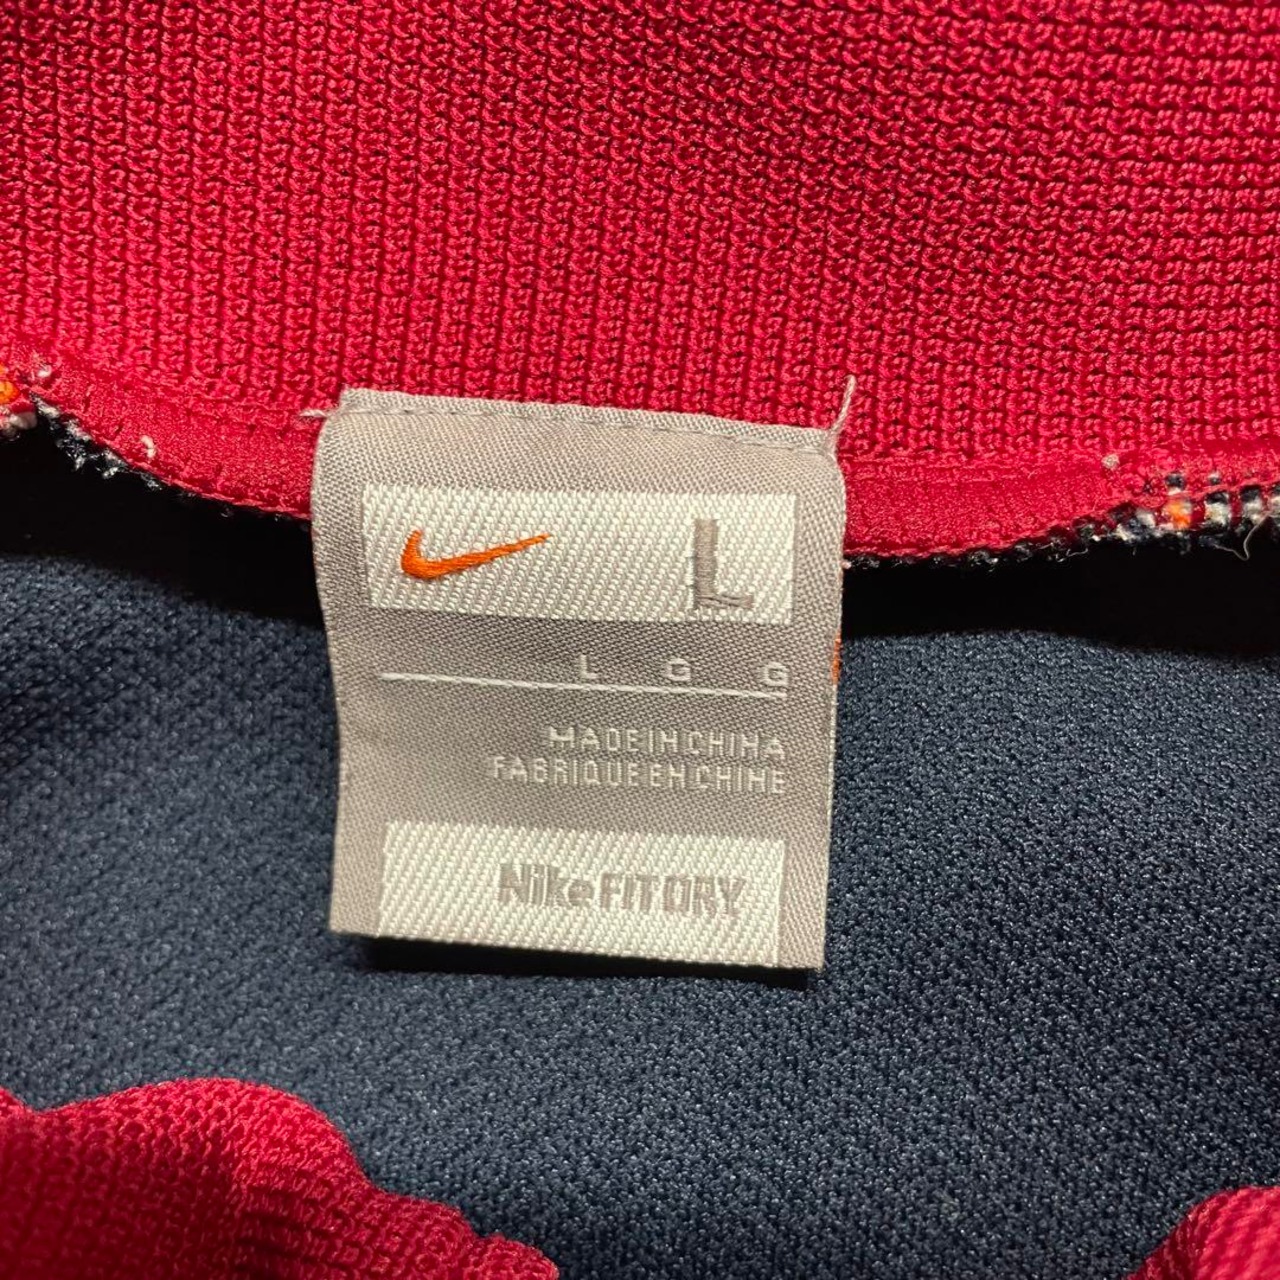 L
L G G
MADE IN CHINA
FABRIQUE EN CHINE
Nike FIT DRY